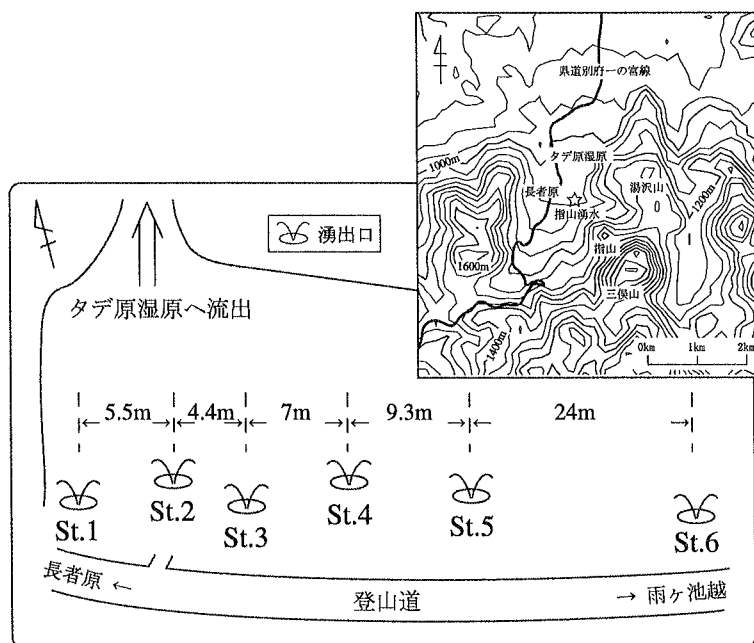 県道別府一の宮線
1000m
タデ原湿原
長者原
湯沢山
1200m
指山湧水
指山
1600m
三俣山
1400m
0km 1km 2km
湧出口
タデ原湿原へ流出
5.5m 4.4m 7m 9.3m 24m
St.1 St.2 St.3 St.4 St.5 St.6
長者原 ←
登山道
→ 雨ヶ池越